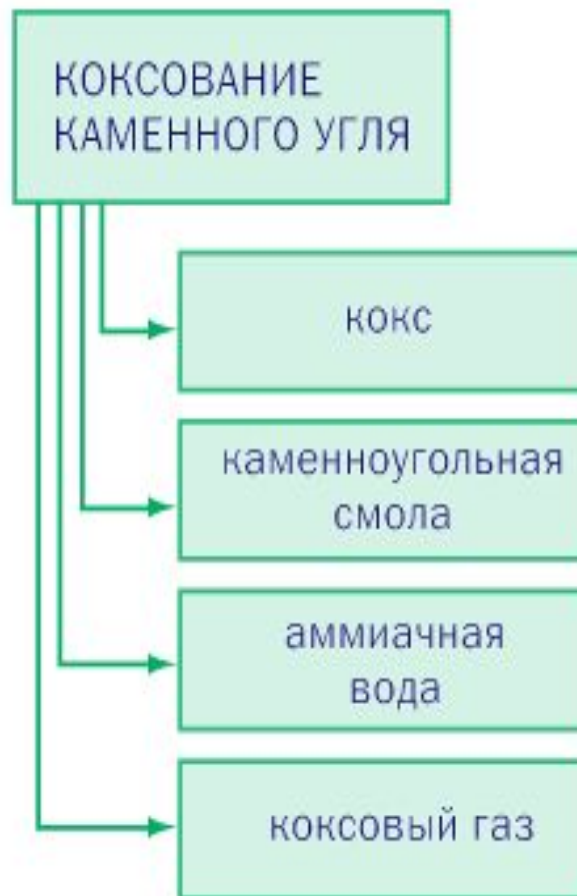 КОКСОВАНИЕ
КАМЕННОГО УГЛЯ
кокс
каменноугольная
смола
аммиачная
вода
коксовый газ